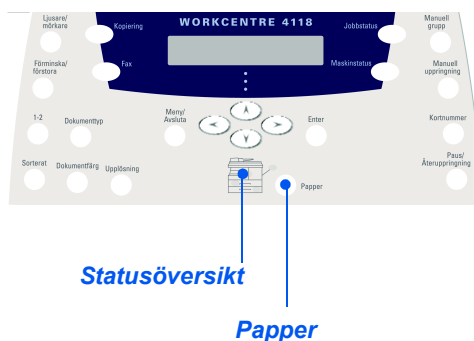 WORKCENTRE 4118
Ljusare/
mörkare
Kopiering
Jobbstatus
Manuell
grupp
Förminska/
förstora
Fax
Maskinstatus
Manuell
uppringning
1-2
Dokumenttyp
Meny/
Avsluta
Enter
Kortnummer
Sorterat
Dokumentfärg
Upplösning
Papper
Paus/
Återuppringning
Statusöversikt
Papper